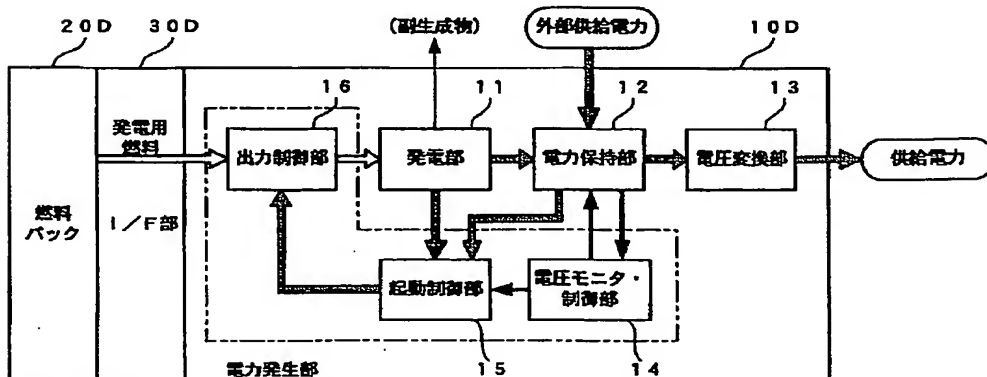 20D
30D
(副生成物)
外部供給電力
10D
16
11
12
13
発電用
燃料
出力制御部
発電部
電力保持部
電圧変換部
供給電力
燃料
パック
I/F部
起動制御部
電圧モニタ・
制御部
電力発生部
15
14